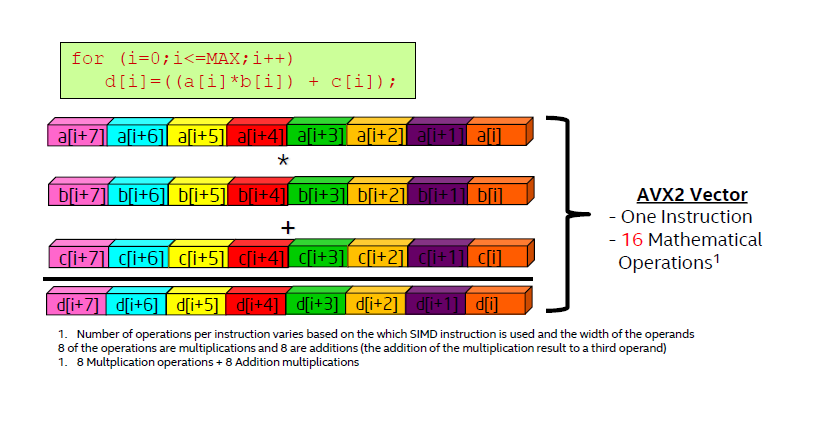 for (i=0;i<=MAX;i++)
d[i]=((a[i]*b[i]) + c[i]);
a[i+7] a[i+6] a[i+5] a[i+4] a[i+3] a[i+2] a[i+1] a[i]
*
b[i+7] b[i+6] b[i+5] b[i+4] b[i+3] b[i+2] b[i+1] b[i]
+
c[i+7] c[i+6] c[i+5] c[i+4] c[i+3] c[i+2] c[i+1] c[i]
d[i+7] d[i+6] d[i+5] d[i+4] d[i+3] d[i+2] d[i+1] d[i]
AVX2 Vector
- One Instruction
- 16 Mathematical
Operations¹
1. Number of operations per instruction varies based on the which SIMD instruction is used and the width of the operands
8 of the operations are multiplications and 8 are additions (the addition of the multiplication result to a third operand)
1. 8 Multplication operations + 8 Addition multiplications